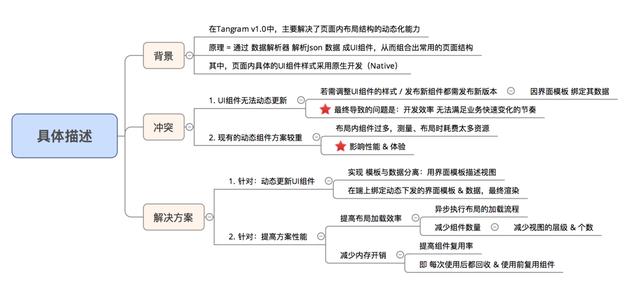 具体描述
背景
在Tangram v1.0中，主要解决了页面内布局结构的动态化能力
原理 = 通过 数据解析器 解析Json 数据 成UI组件，从而组合出常用的页面结构
其中，页面内具体的UI组件样式采用原生开发（Native）
冲突
1. UI组件无法动态更新
若需调整UI组件的样式 / 发布新组件都需发布新版本
因界面模板 绑定其数据
最终导致的问题是：开发效率 无法满足业务快速变化的节奏
2. 现有的动态组件方案较重
布局内组件过多，测量、布局时耗费太多资源
影响性能 & 体验
解决方案
1. 针对：动态更新UI组件
实现 模板与数据分离：用界面模板描述视图
在端上绑定动态下发的界面模板 & 数据，最终渲染
2. 针对：提高方案性能
提高布局加载效率
异步执行布局的加载流程
减少组件数量
减少视图的层级 & 个数
减少内存开销
提高组件复用率
即 每次使用后都回收 & 使用前复用组件